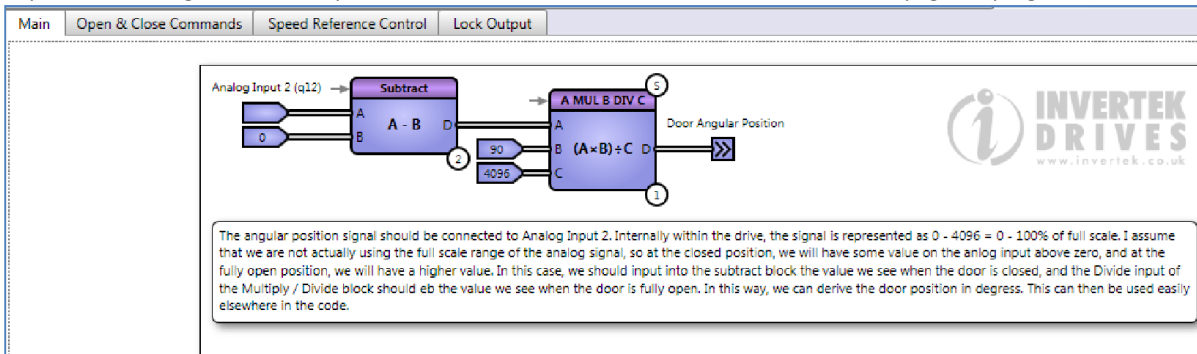 Main
Open & Close Commands
Speed Reference Control
Lock Output
Analog Input 2 (q12)
Subtract
A
B
A - B
D
0
2
5
A MUL B DIV C
A
B
C
(A×B)÷C
D
90
4096
1
Door Angular Position
INVERTEK
DRIVES
www.invertek.co.uk
The angular position signal should be connected to Analog Input 2. Internally within the drive, the signal is represented as 0 - 4096 = 0 - 100% of full scale. I assume
that we are not actually using the full scale range of the analog signal, so at the closed position, we will have some value on the anlog input above zero, and at the
fully open position, we will have a higher value. In this case, we should input into the subtract block the value we see when the door is closed, and the Divide input of
the Multiply / Divide block should eb the value we see when the door is fully open. In this way, we can derive the door position in degress. This can then be used easily
elsewhere in the code.